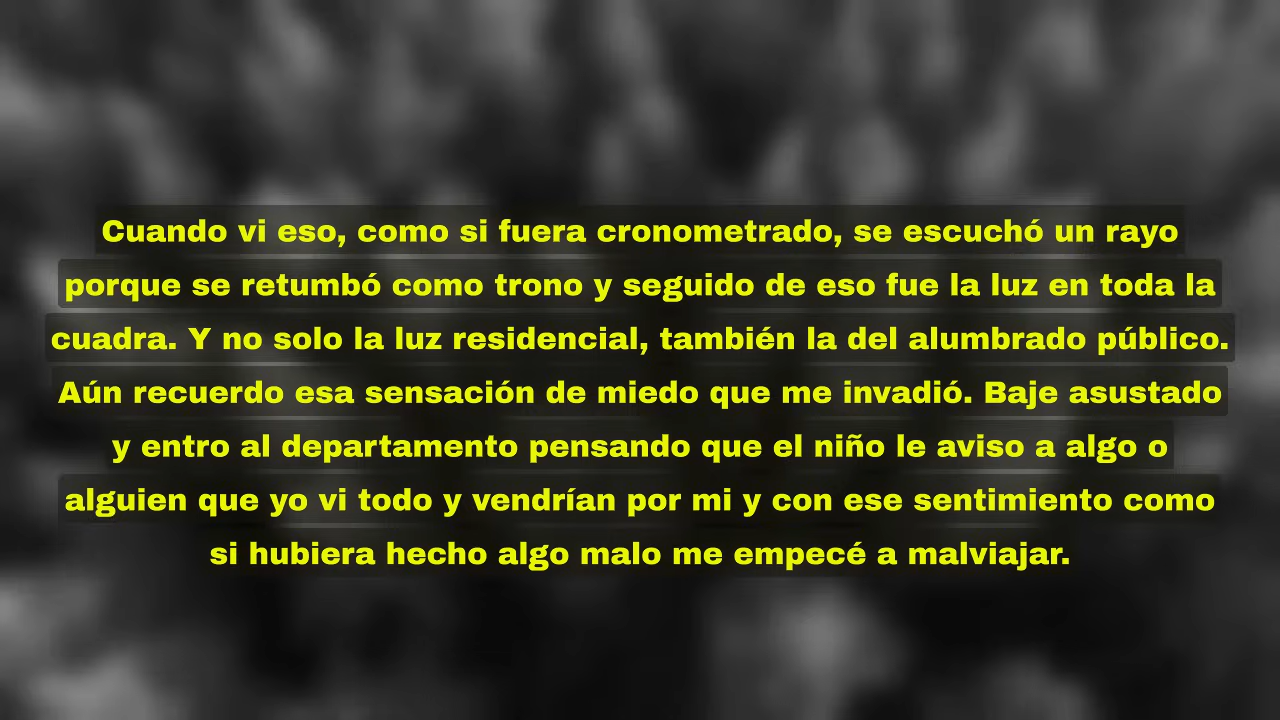 Cuando vi eso, como si fuera cronometrado, se escuchó un rayo
porque se retumbó como trono y seguido de eso fue la luz en toda la
cuadra. Y no solo la luz residencial, también la del alumbrado público.
Aún recuerdo esa sensación de miedo que me invadió. Baje asustado
y entro al departamento pensando que el niño le aviso a algo o
alguien que yo vi todo y vendrían por mi y con ese sentimiento como
si hubiera hecho algo malo me empecé a malviajar.